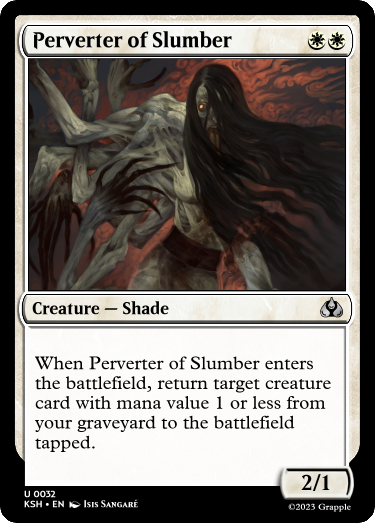 Perverter of Slumber
Creature — Shade
When Perverter of Slumber enters
the battlefield, return target creature
card with mana value 1 or less from
your graveyard to the battlefield
tapped.
2/1
U 0032
KSH • EN Isis Sangaré
©2023 Grapple